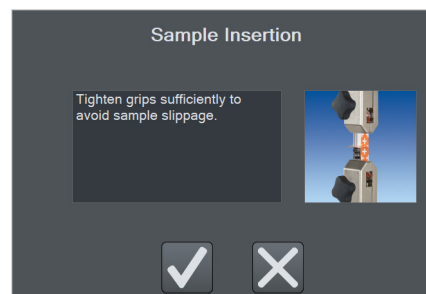 Sample Insertion
Tighten grips sufficiently to
avoid sample slippage.